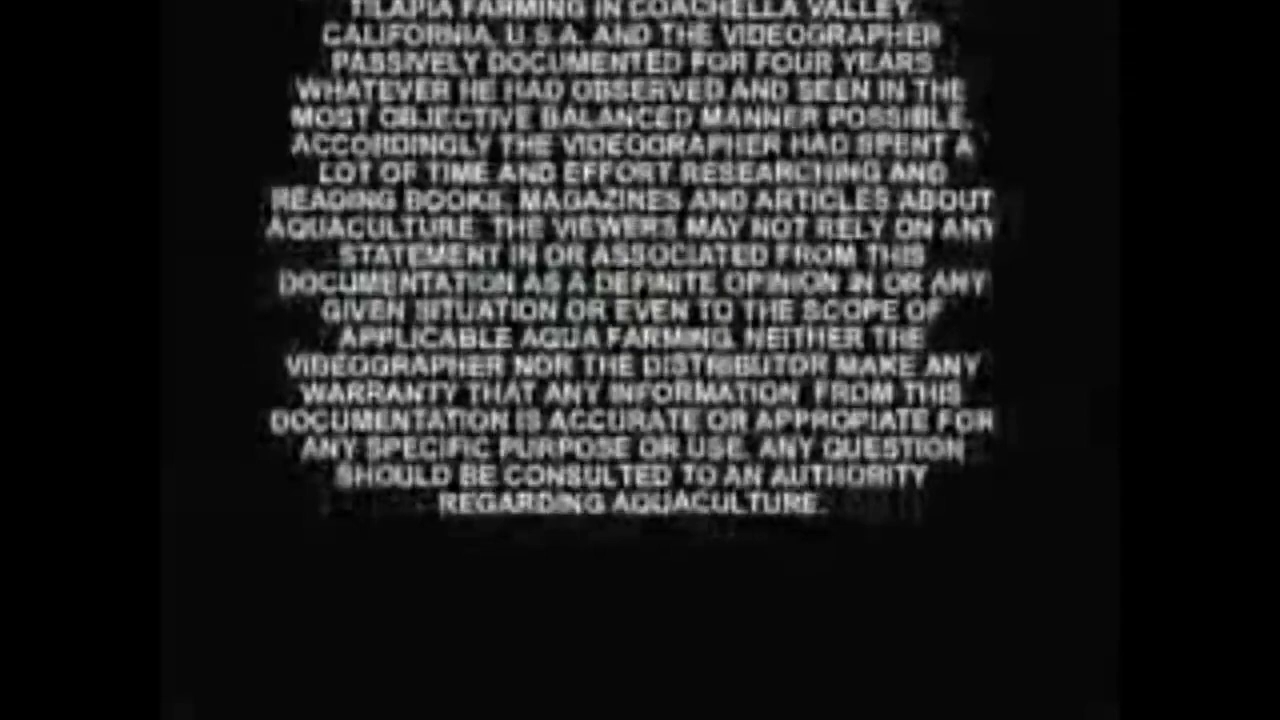 TILAPIA FARMING IN COACHELLA VALLEY,
CALIFORNIA, U.S.A. AND THE VIDEOGRAPHER
PASSIVELY DOCUMENTED FOR FOUR YEARS
WHATEVER HE HAD OBSERVED AND SEEN IN THE
MOST OBJECTIVE BALANCED MANNER POSSIBLE.
ACCORDINGLY THE VIDEOGRAPHER HAD SPENT A
LOT OF TIME AND EFFORT RESEARCHING AND
READING BOOKS, MAGAZINES AND ARTICLES ABOUT
AQUACULTURE. THE VIEWERS MAY NOT RELY ON ANY
STATEMENT IN OR ASSOCIATED FROM THIS
DOCUMENTATION AS A DEFINITE OPINION IN OR ANY
GIVEN SITUATION OR EVEN TO THE SCOPE OF
APPLICABLE AQUA FARMING. NEITHER THE
VIDEOGRAPHER NOR THE DISTRIBUTOR MAKE ANY
WARRANTY THAT ANY INFORMATION FROM THIS
DOCUMENTATION IS ACCURATE OR APPROPIATE FOR
ANY SPECIFIC PURPOSE OR USE. ANY QUESTION
SHOULD BE CONSULTED TO AN AUTHORITY
REGARDING AQUACULTURE.